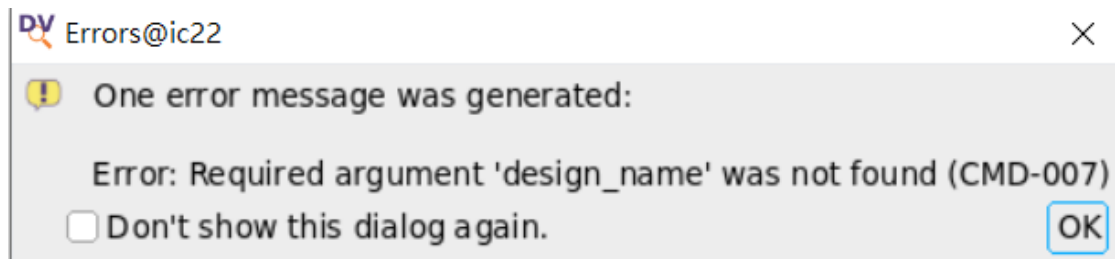 DV Errors@ic22
One error message was generated:
Error: Required argument 'design_name' was not found (CMD-007)
Don't show this dialog again.
OK